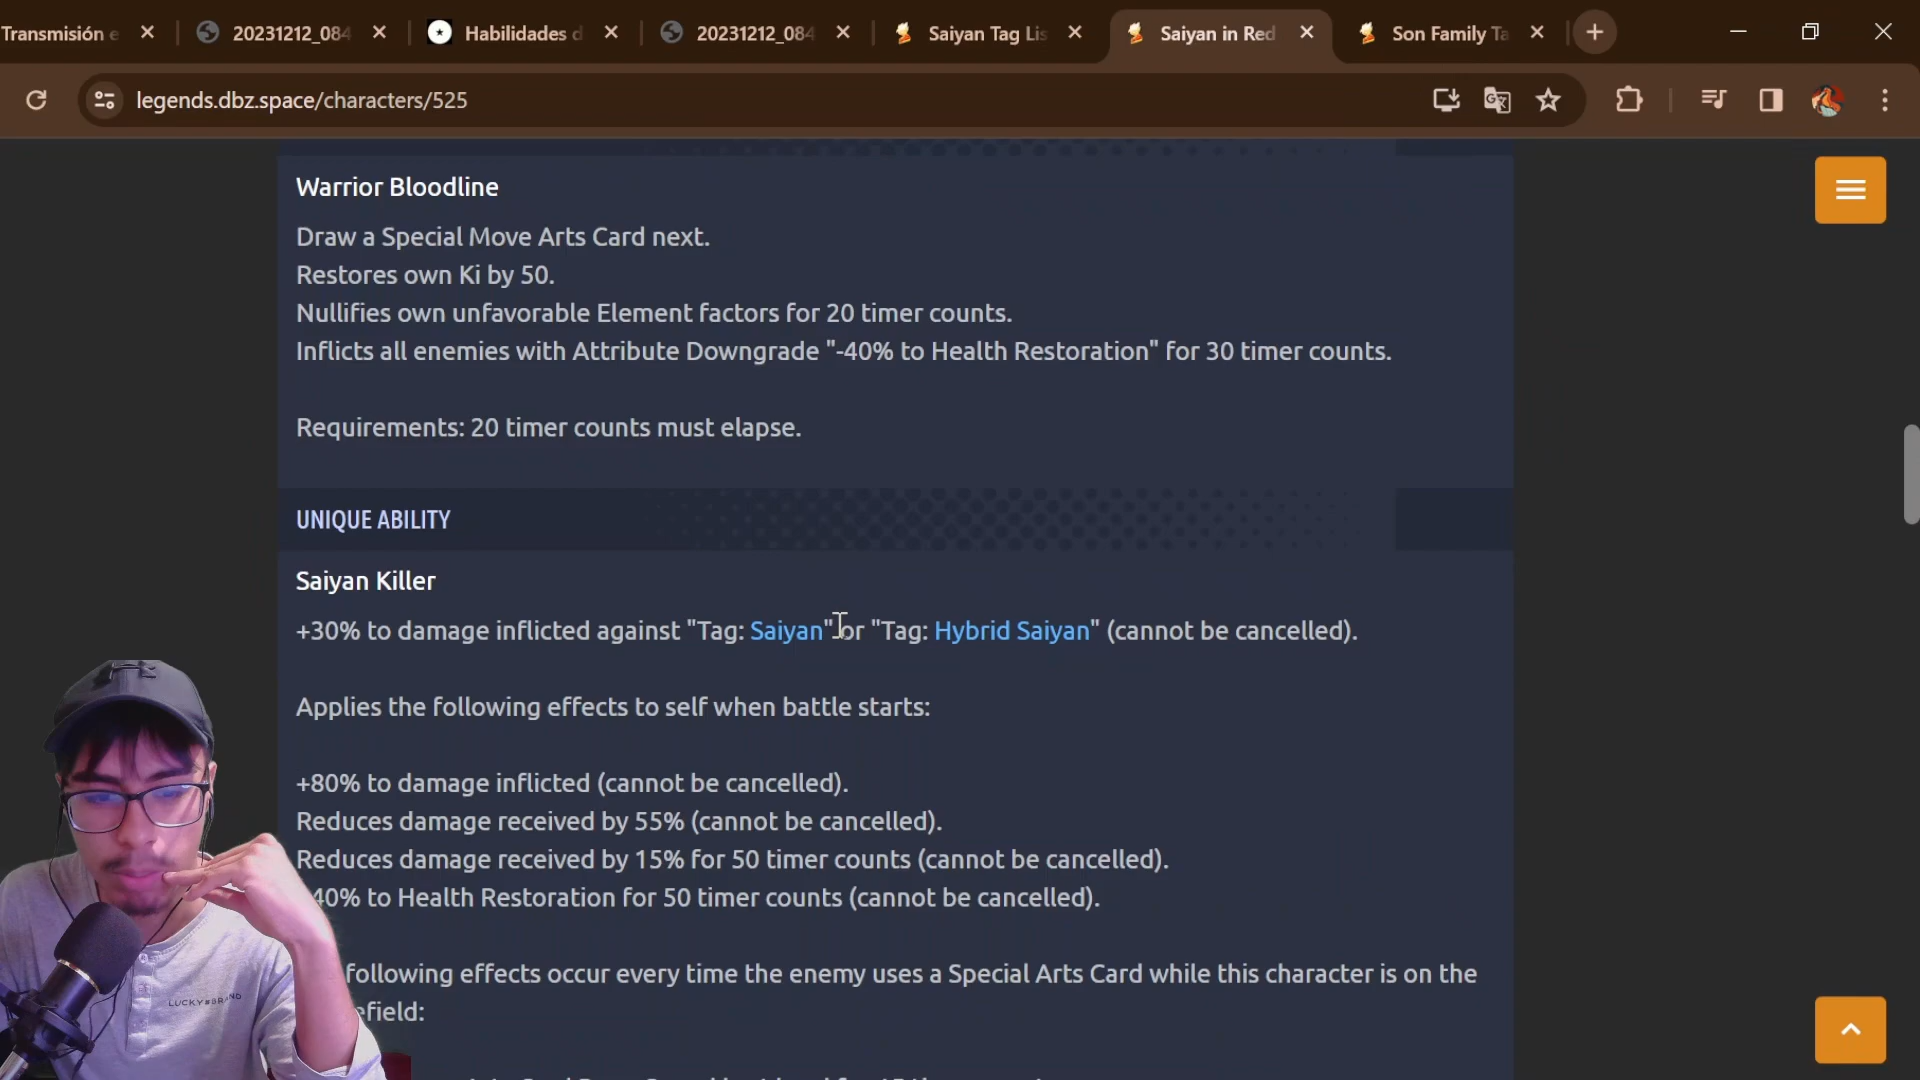 Transmisión e
20231212_084
Habilidades d
20231212_084
Saiyan Tag Lis
Saiyan in Red
Son Family Ta
legends.dbz.space/characters/525
Warrior Bloodline
Draw a Special Move Arts Card next.
Restores own Ki by 50.
Nullifies own unfavorable Element factors for 20 timer counts.
Inflicts all enemies with Attribute Downgrade "-40% to Health Restoration" for 30 timer counts.
Requirements: 20 timer counts must elapse.
UNIQUE ABILITY
Saiyan Killer
+30% to damage inflicted against "Tag: Saiyan" or "Tag: Hybrid Saiyan" (cannot be cancelled).
Applies the following effects to self when battle starts:
+80% to damage inflicted (cannot be cancelled).
Reduces damage received by 55% (cannot be cancelled).
Reduces damage received by 15% for 50 timer counts (cannot be cancelled).
40% to Health Restoration for 50 timer counts (cannot be cancelled).
following effects occur every time the enemy uses a Special Arts Card while this character is on the
efield:
LUCKY BRAND